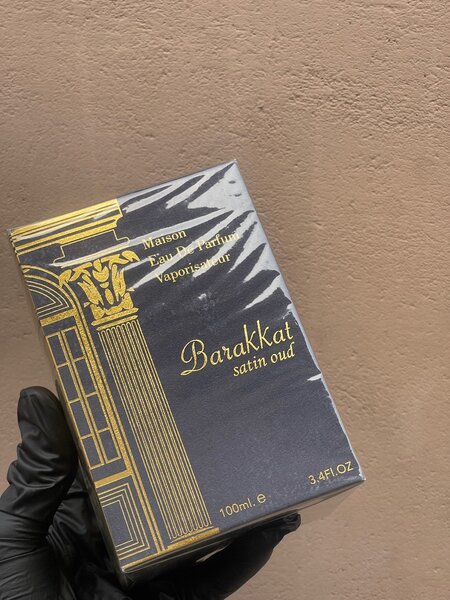 Maison
Eau De Parfum
Vaporisateur
Barakkat
satin oud
100ml. e
3.4Fl.OZ